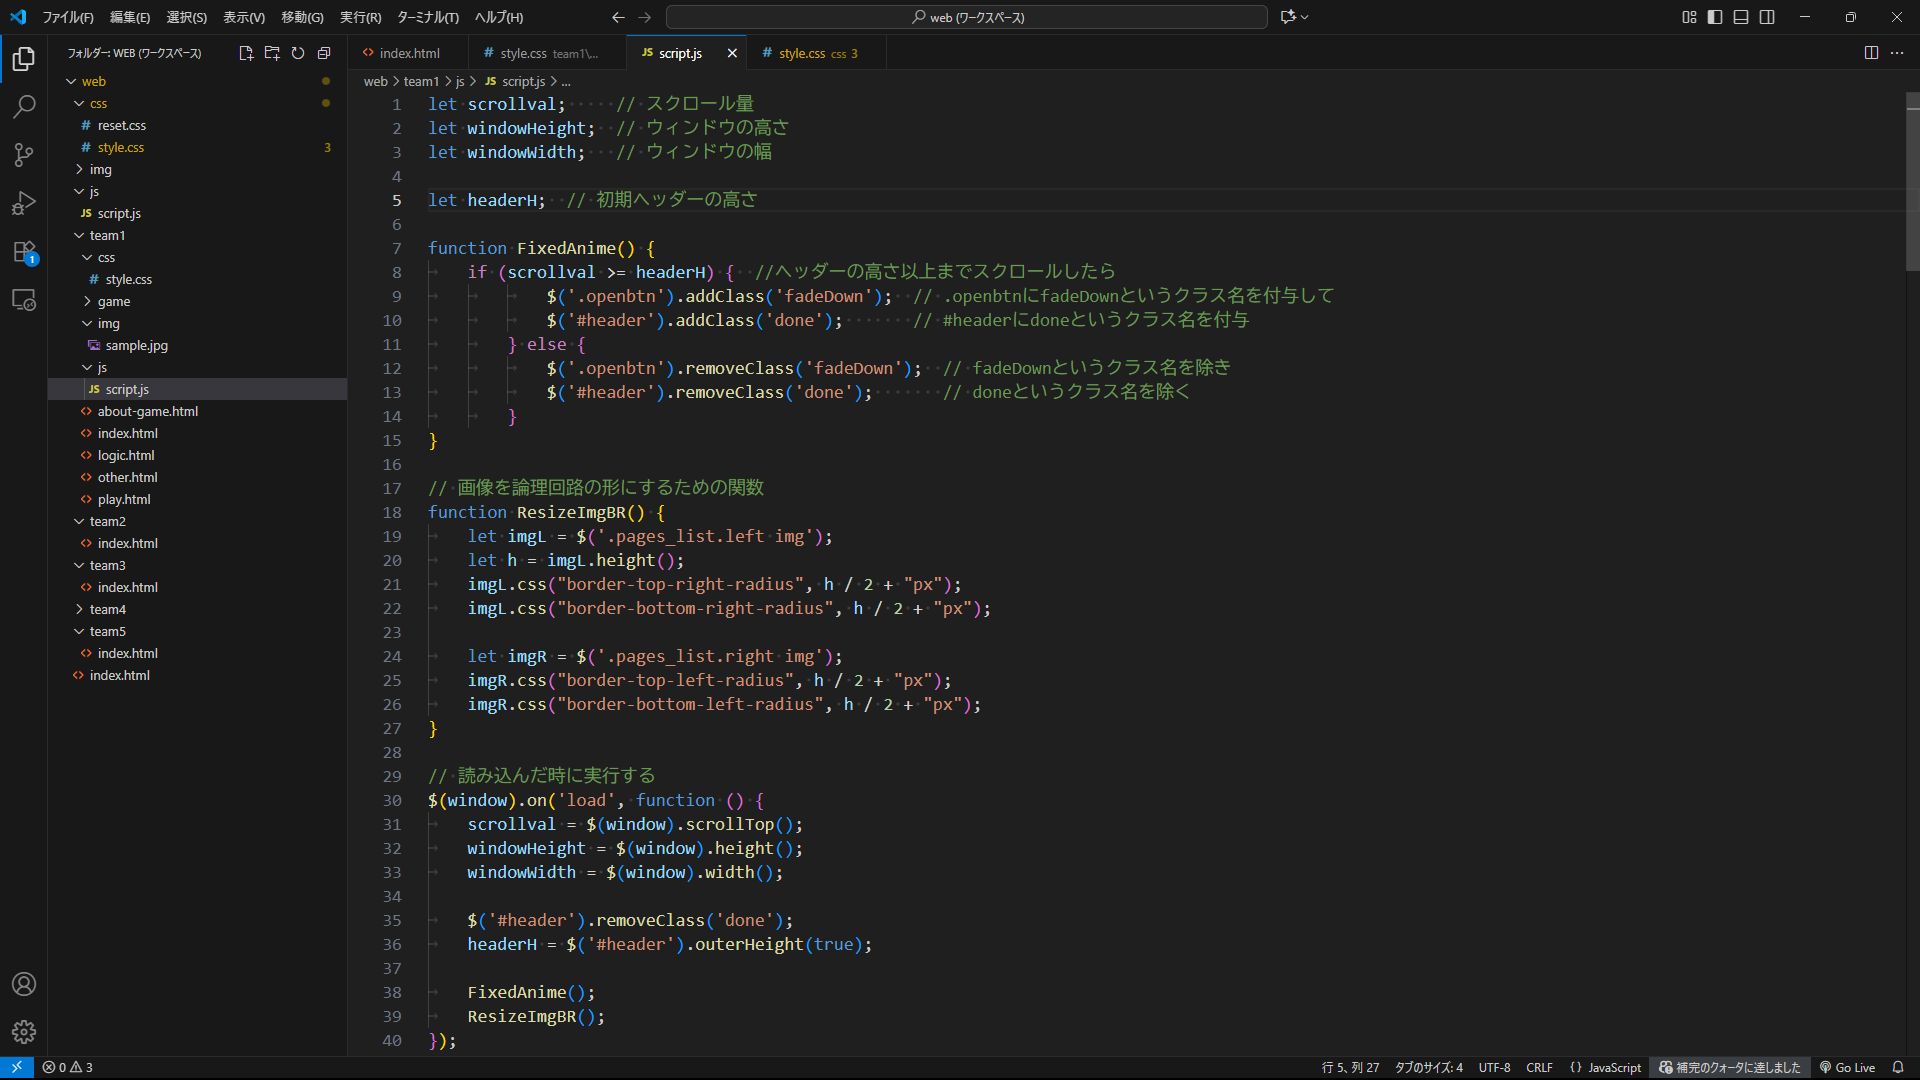 ファイル(F) 編集(E) 選択(S) 表示(V) 移動(G) 実行(R) ターミナル(T) ヘルプ(H)
web (ワークスペース)
フォルダー: WEB (ワークスペース)
web
css
reset.css
style.css 3
img
js
script.js
team1
css
style.css
game
img
sample.jpg
js
script.js
about-game.html
index.html
logic.html
other.html
play.html
team2
index.html
team3
index.html
team4
team5
index.html
index.html
1
index.html
style.css team1\...
script.js
style.css css 3
web > team1 > js > script.js > ...
1 let scrollval; // スクロール量
2 let windowHeight; // ウィンドウの高さ
3 let windowWidth; // ウィンドウの幅
4
5 let headerH; // 初期ヘッダーの高さ
6
7 function FixedAnime() {
8 if (scrollval >= headerH) { //ヘッダーの高さ以上までスクロールしたら
9 $('.openbtn').addClass('fadeDown'); // .openbtnにfadeDownというクラス名を付与して
10 $('#header').addClass('done'); // #headerにdoneというクラス名を付与
11 } else {
12 $('.openbtn').removeClass('fadeDown'); // fadeDownというクラス名を除き
13 $('#header').removeClass('done'); // doneというクラス名を除く
14 }
15 }
16
17 // 画像を論理回路の形にするための関数
18 function ResizeImgBR() {
19 let imgL = $('.pages_list.left img');
20 let h = imgL.height();
21 imgL.css("border-top-right-radius", h / 2 + "px");
22 imgL.css("border-bottom-right-radius", h / 2 + "px");
23
24 let imgR = $('.pages_list.right img');
25 imgR.css("border-top-left-radius", h / 2 + "px");
26 imgR.css("border-bottom-left-radius", h / 2 + "px");
27 }
28
29 // 読み込んだ時に実行する
30 $(window).on('load', function () {
31 scrollval = $(window).scrollTop();
32 windowHeight = $(window).height();
33 windowWidth = $(window).width();
34
35 $('#header').removeClass('done');
36 headerH = $('#header').outerHeight(true);
37
38 FixedAnime();
39 ResizeImgBR();
40 });
0 3
行 5、列 27 タブのサイズ: 4 UTF-8 CRLF {} JavaScript 補完のクォータに達しました Go Live